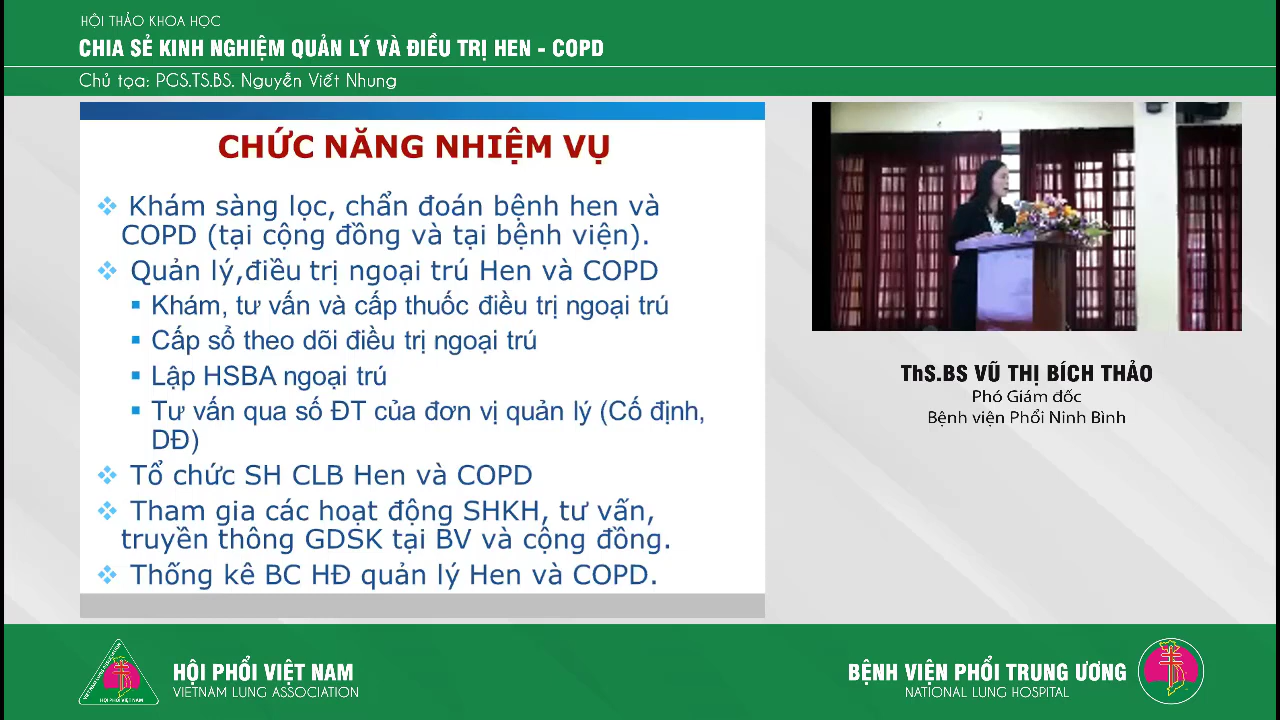 HỘI THẢO KHOA HỌC
CHIA SẺ KINH NGHIỆM QUẢN LÝ VÀ ĐIỀU TRỊ HEN - COPD
Chủ tọa: PGS.TS.BS. Nguyễn Viết Nhung
CHỨC NĂNG NHIỆM VỤ
Khám sàng lọc, chẩn đoán bệnh hen và
COPD (tại cộng đồng và tại bệnh viện).
Quản lý,điều trị ngoại trú Hen và COPD
Khám, tư vấn và cấp thuốc điều trị ngoại trú
Cấp sổ theo dõi điều trị ngoại trú
Lập HSBA ngoại trú
Tư vấn qua số ĐT của đơn vị quản lý (Cố định,
DĐ)
Tổ chức SH CLB Hen và COPD
Tham gia các hoạt động SHKH, tư vấn,
truyền thông GDSK tại BV và cộng đồng.
Thống kê BC HĐ quản lý Hen và COPD.
ThS.BS VŨ THỊ BÍCH THẢO
Phó Giám đốc
Bệnh viện Phổi Ninh Bình
VIETNAM LUNG ASSOCIATION
HỘI PHỔI VIỆT NAM
HỘI PHỔI VIỆT NAM
VIETNAM LUNG ASSOCIATION
BỆNH VIỆN PHỔI TRUNG ƯƠNG
NATIONAL LUNG HOSPITAL